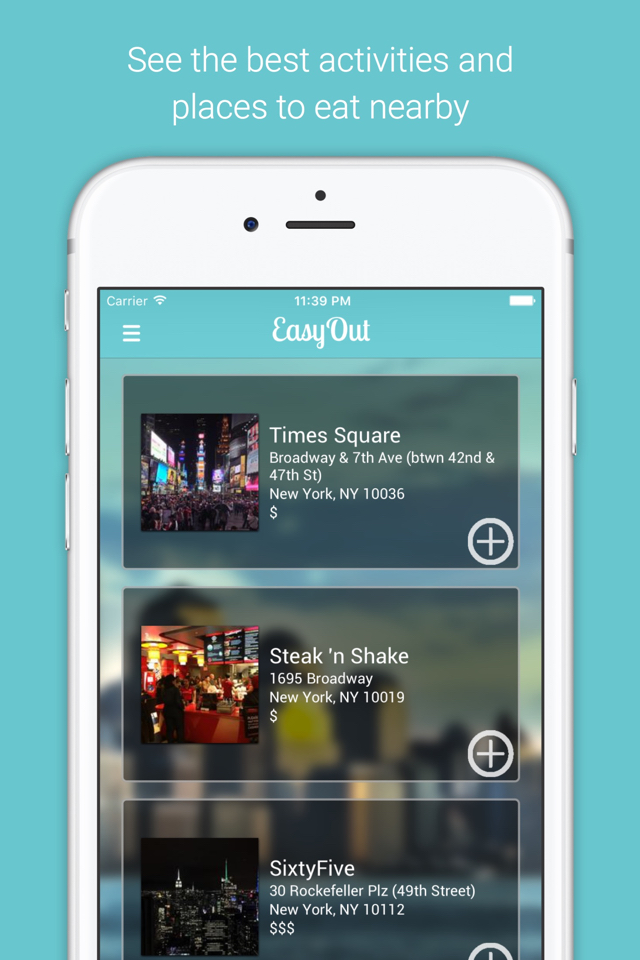 See the best activities and
places to eat nearby
Carrier 11:39 PM
EasyOut
Times Square
Broadway & 7th Ave (btwn 42nd &
47th St)
New York, NY 10036
$
Steak 'n Shake
1695 Broadway
New York, NY 10019
$
SixtyFive
30 Rockefeller Plz (49th Street)
New York, NY 10112
$$$